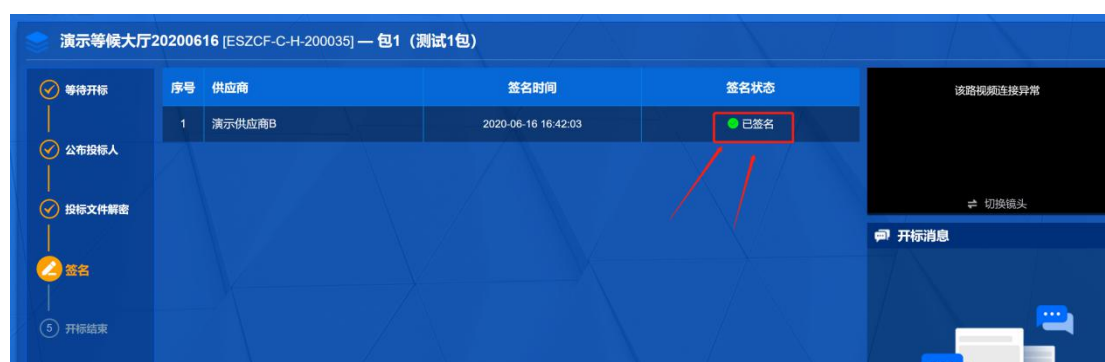 演示等候大厅20200616 [ESZCF-C-H-200035] — 包1（测试1包）
等待开标
公布投标人
投标文件解密
签名
5 开标结束
序号 供应商 签名时间 签名状态
1 演示供应商B 2020-06-16 16:42:03 已签名
该路视频连接异常
切换镜头
开标消息